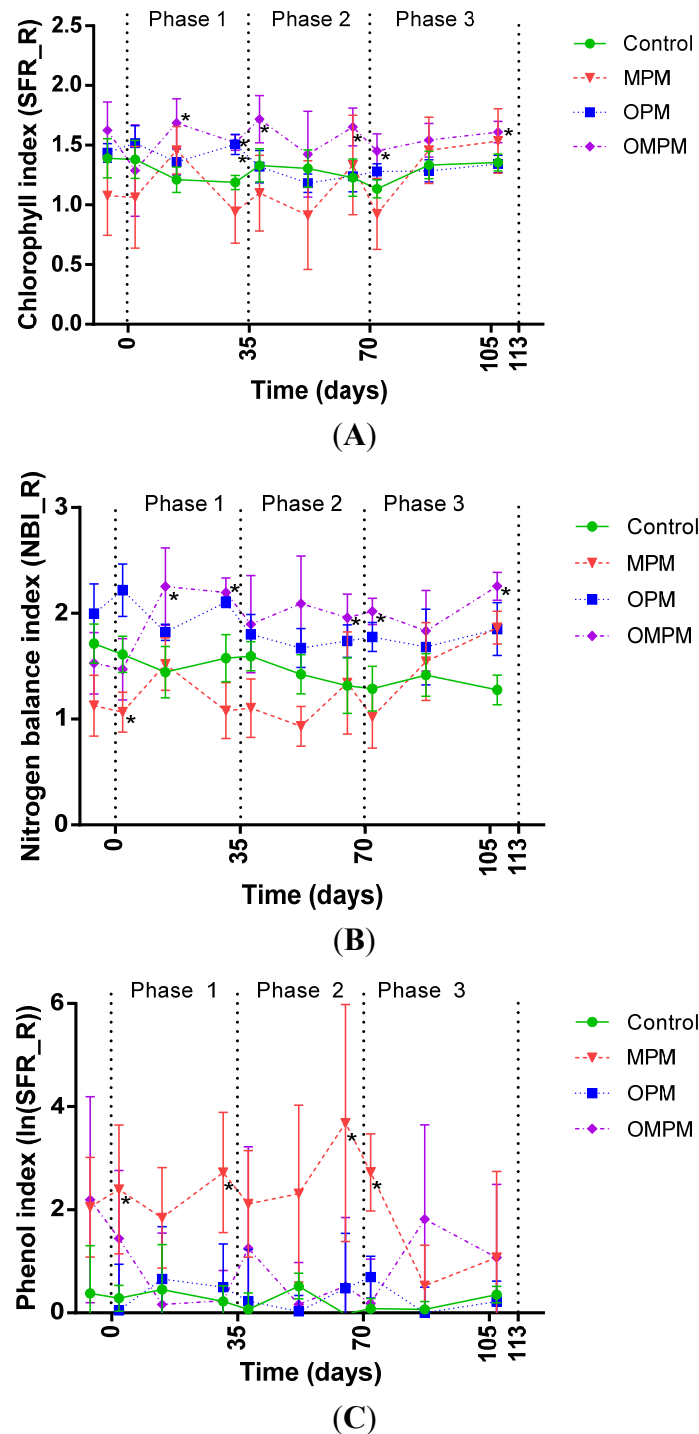 Phase 1 Phase 2 Phase 3
Chlorophyll index (SFR_R)
2.5
2.0
1.5
1.0
0.5
0.0
* * * * * * * *
0 35 70 105 113
Time (days)
Control
MPM
OPM
OMPM
(A)
Phase 1 Phase 2 Phase 3
Nitrogen balance index (NBI_R)
3
2
1
0
* * * * * *
0 35 70 105 113
Time (days)
Control
MPM
OPM
OMPM
(B)
Phase 1 Phase 2 Phase 3
Phenol index (ln(SFR_R))
6
4
2
0
* * * *
0 35 70 105 113
Time (days)
Control
MPM
OPM
OMPM
(C)